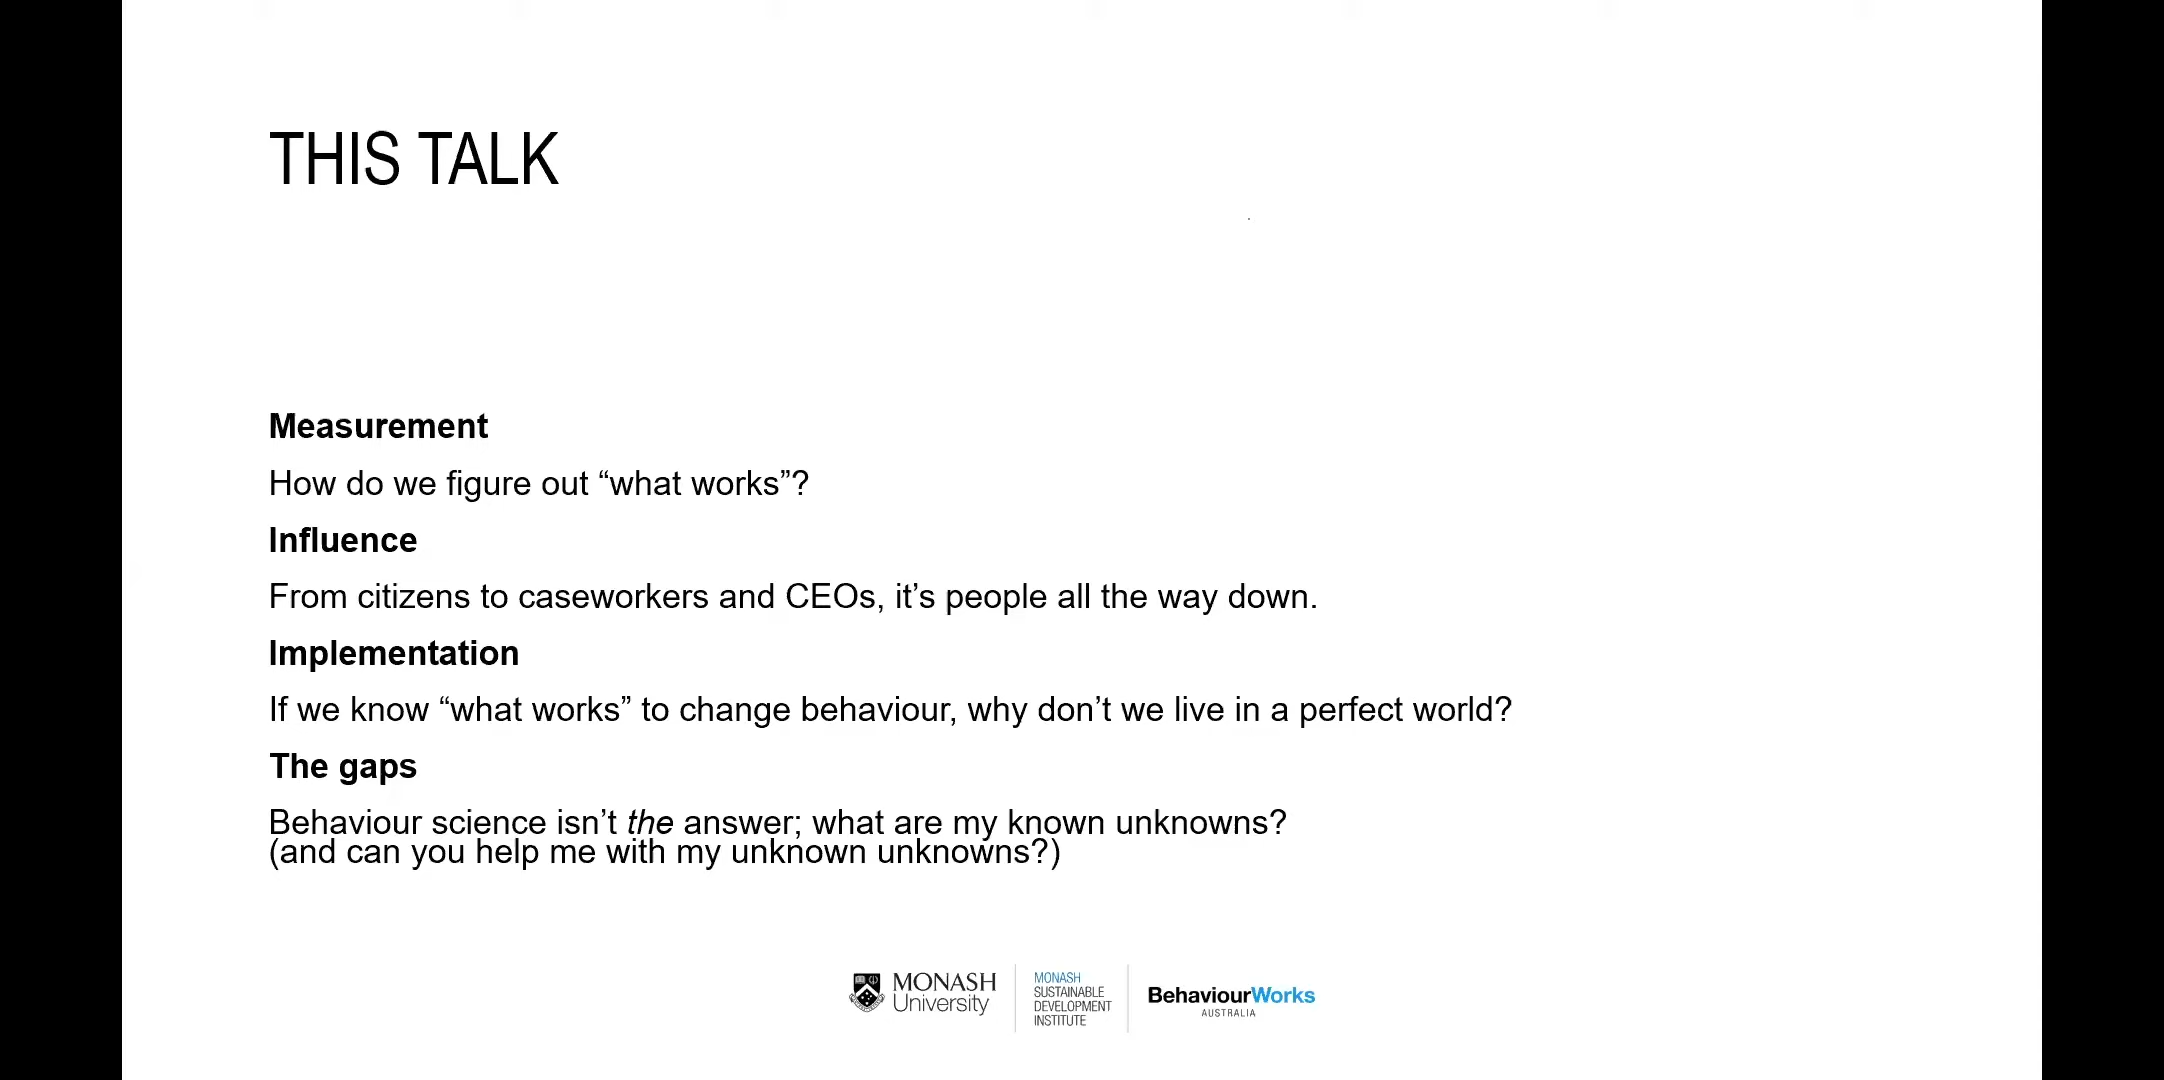 THIS TALK
Measurement
How do we figure out “what works”?
Influence
From citizens to caseworkers and CEOs, it’s people all the way down.
Implementation
If we know “what works” to change behaviour, why don’t we live in a perfect world?
The gaps
Behaviour science isn’t the answer; what are my known unknowns?
(and can you help me with my unknown unknowns?)
MONASH
University
MONASH
SUSTAINABLE
DEVELOPMENT
INSTITUTE
BehaviourWorks
AUSTRALIA